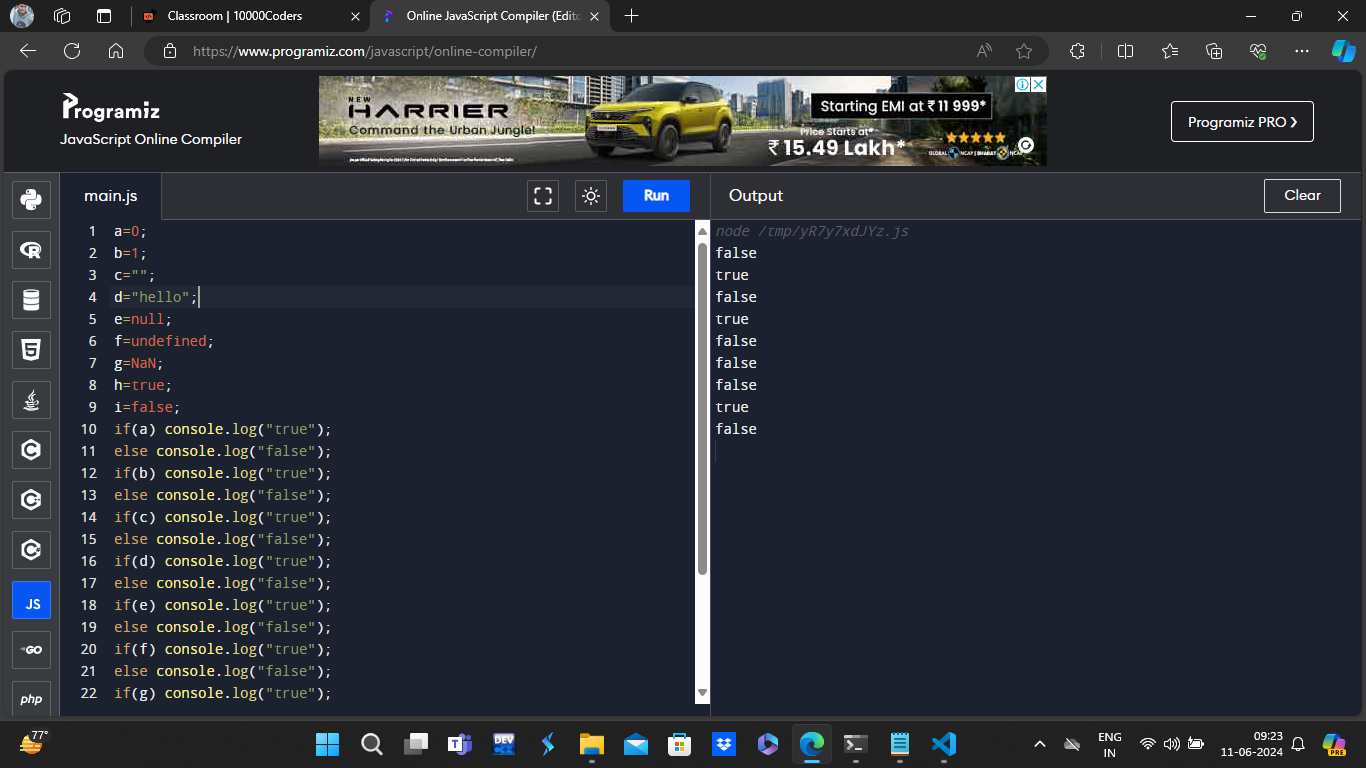 Classroom | 10000Coders
Online JavaScript Compiler (Edito
https://www.programiz.com/javascript/online-compiler/
Programiz
JavaScript Online Compiler
NEW
HARRIER
Command the Urban Jungle!
Starting EMI at ₹11 999*
Price Starts at*
₹15.49 Lakh*
GLOBAL NCAP | BHARAT NCAP
Programiz PRO ❯
main.js
Run
Output
Clear
1 a=0;
2 b=1;
3 c="";
4 d="hello";
5 e=null;
6 f=undefined;
7 g=NaN;
8 h=true;
9 i=false;
10 if(a) console.log("true");
11 else console.log("false");
12 if(b) console.log("true");
13 else console.log("false");
14 if(c) console.log("true");
15 else console.log("false");
16 if(d) console.log("true");
17 else console.log("false");
18 if(e) console.log("true");
19 else console.log("false");
20 if(f) console.log("true");
21 else console.log("false");
22 if(g) console.log("true");
node /tmp/yR7y7xdJYz.js
false
true
false
true
false
false
false
true
false
JS
GO
php
77°
DEV
ENG
IN
09:23
11-06-2024
PRE